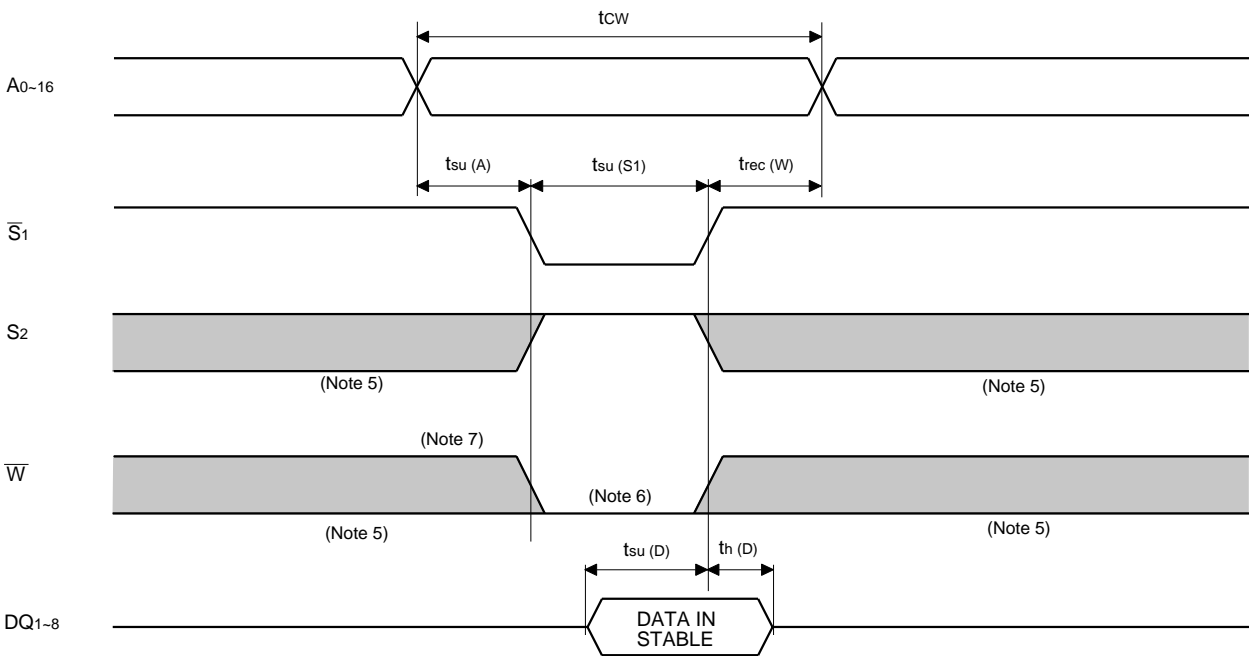 tCW
A0~16
tsu (A)
tsu (S1)
trec (W)
S̅1
S2
(Note 5)
(Note 5)
(Note 7)
W̅
(Note 6)
(Note 5)
(Note 5)
tsu (D)
th (D)
DQ1~8
DATA IN
STABLE